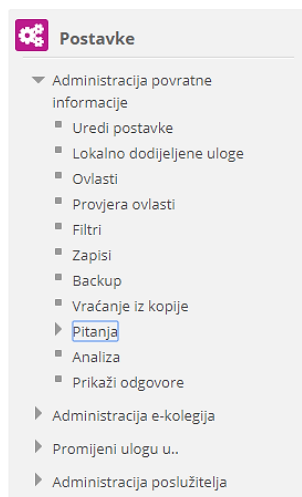 Postavke
Administracija povratne
informacije
Uredi postavke
Lokalno dodijeljene uloge
Ovlasti
Provjera ovlasti
Filtri
Zapisi
Backup
Vraćanje iz kopije
Pitanja
Analiza
Prikaži odgovore
Administracija e-kolegija
Promijeni ulogu u..
Administracija poslužitelja